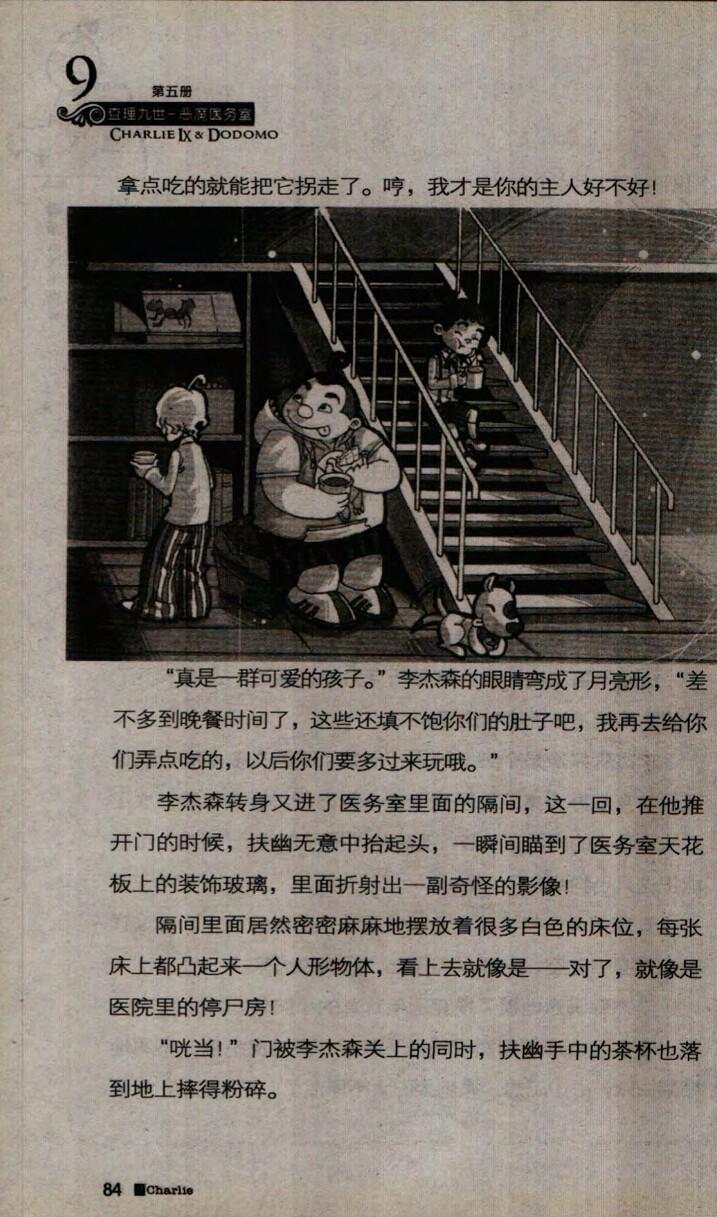 9
第五册
查理九世-恶灵医务室
CHARLIE IX & DODOMO
拿点吃的就能把它拐走了。哼，我才是你的主人好不好！
“真是一群可爱的孩子。”李杰森的眼睛弯成了月亮形，“差
不多到晚餐时间了，这些还填不饱你们的肚子吧，我再去给你
们弄点吃的，以后你们要多过来玩哦。”
李杰森转身又进了医务室里面的隔间，这一回，在他推
开门的时候，扶幽无意中抬起头，一瞬间瞄到了医务室天花
板上的装饰玻璃，里面折射出一副奇怪的影像！
隔间里面居然密密麻麻地摆放着很多白色的床位，每张
床上都凸起来一个人形物体，看上去就像是——对了，就像是
医院里的停尸房！
“咣当！”门被李杰森关上的同时，扶幽手中的茶杯也落
到地上摔得粉碎。
84 ■Charlie